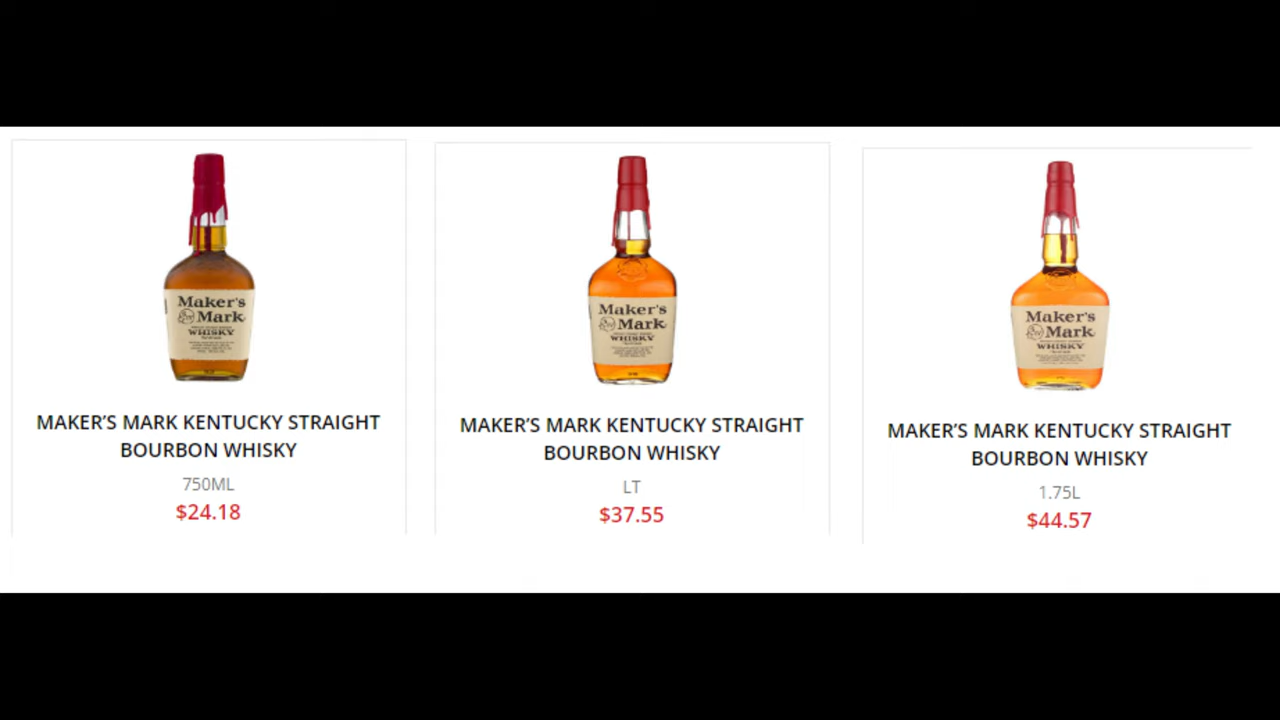 Maker's
Mark
WHISKY
MAKER'S MARK KENTUCKY STRAIGHT
BOURBON WHISKY
750ML
$24.18
Maker's
Mark
WHISKY
MAKER'S MARK KENTUCKY STRAIGHT
BOURBON WHISKY
LT
$37.55
Maker's
Mark
WHISKY
MAKER'S MARK KENTUCKY STRAIGHT
BOURBON WHISKY
1.75L
$44.57